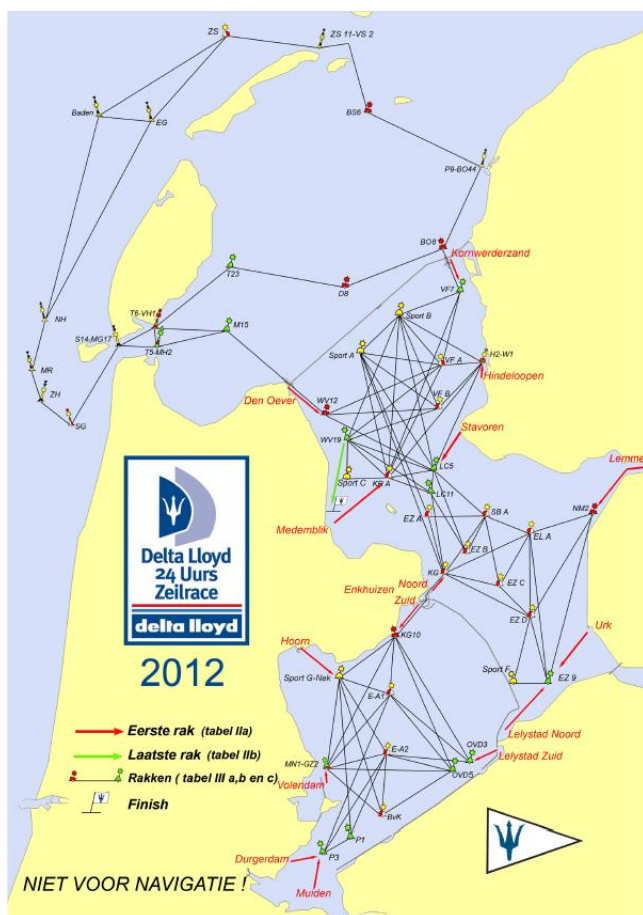 ZS
ZS 11-VS 2
Baden
EG
BS6
P9-BO44
BO8
Kornwerderzand
T23
D8
VF7
NH
T6-VH1
Sport B
S14-MG17
T5-MH2
M15
Sport A
VF A
H2-W1
MR
Hindeloopen
ZH
Den Oever
WV12
VF B
SG
Stavoren
WV19
LC5
Lemmer
Sport C
KR A
LC11
Medemblik
EZ A
SB A
NM2
EL A
EZ B
Enkhuizen
Noord
Zuid
KG
EZ C
EZ D
Urk
Hoorn
KG10
Sport G-Nek
Sport F
EZ 9
E-A1
Lelystad Noord
E-A2
OVD3
Lelystad Zuid
MN1-GZ2
OVD5
Volendam
BvK
P1
Durgerdam
P3
Muiden
Delta Lloyd
24 Uurs
Zeilrace
delta lloyd
2012
Eerste rak (tabel IIa)
Laatste rak (tabel IIb)
Rakken ( tabel III a,b en c)
Finish
NIET VOOR NAVIGATIE !